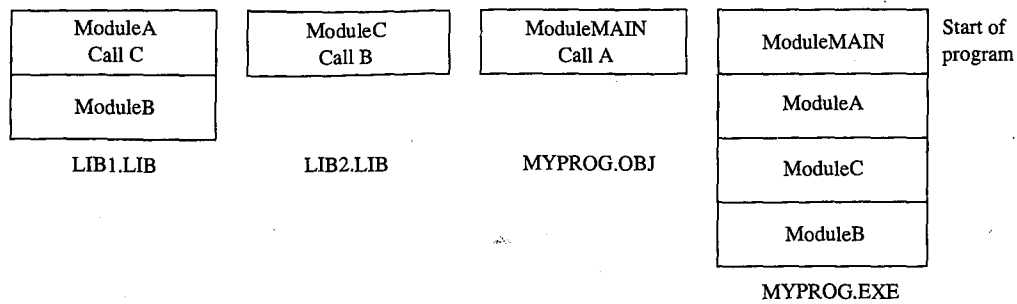 ModuleA
Call C
ModuleB
LIB1.LIB
ModuleC
Call B
LIB2.LIB
ModuleMAIN
Call A
MYPROG.OBJ
ModuleMAIN
Start of
program
ModuleA
ModuleC
ModuleB
MYPROG.EXE